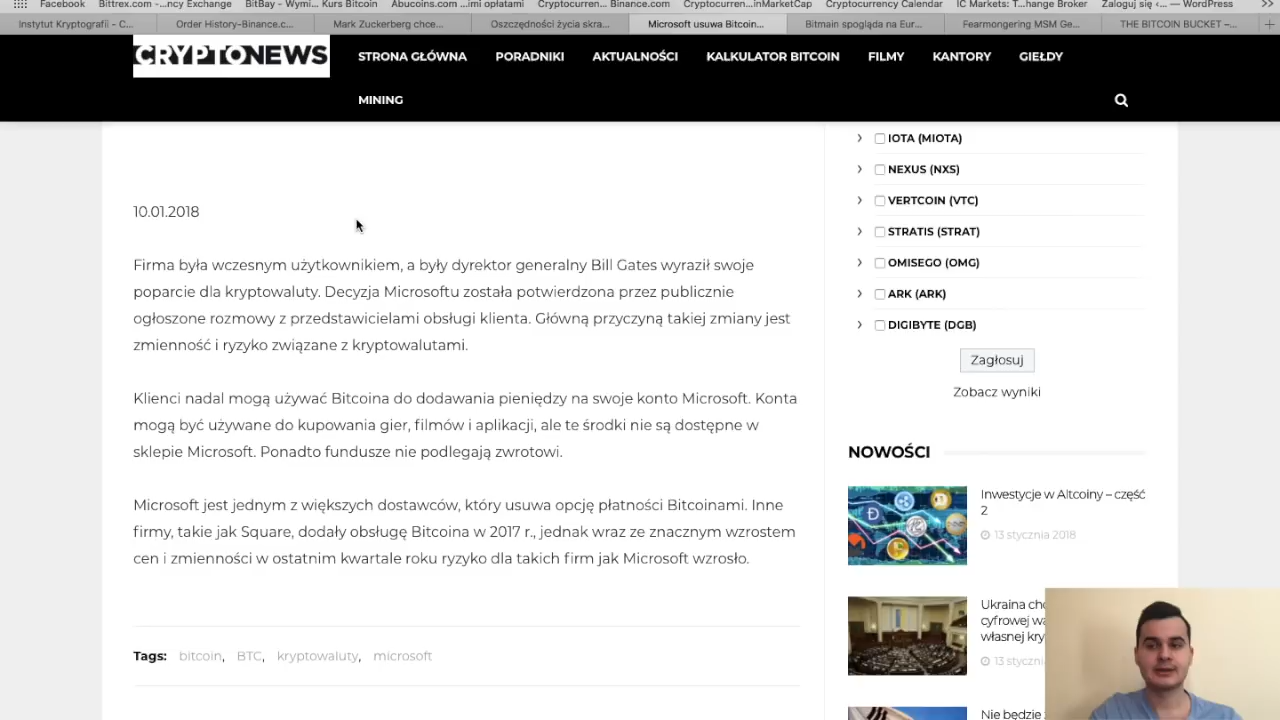 Facebook Bittrex.com -...ncy Exchange BitBay - Wymi... Kurs Bitcoin Abucoins.com ...imi opłatami Cryptocurrenc... Binance.com Cryptocurrenc...inMarketCap Cryptocurrency Calendar IC Markets: T...hange Broker Zaloguj się ‹... — WordPress
Instytut Kryptografii - C... Order History-Binance.c... Mark Zuckerberg chce... Oszczędności życia skra... Microsoft usuwa Bitcoin... Bitmain spogląda na Eur... Fearmongering MSM Ge... THE BITCOIN BUCKET –...
CRYPTONEWS
STRONA GŁÓWNA PORADNIKI AKTUALNOŚCI KALKULATOR BITCOIN FILMY KANTORY GIEŁDY
MINING
10.01.2018
Firma była wczesnym użytkownikiem, a były dyrektor generalny Bill Gates wyraził swoje
poparcie dla kryptowaluty. Decyzja Microsoftu została potwierdzona przez publicznie
ogłoszone rozmowy z przedstawicielami obsługi klienta. Główną przyczyną takiej zmiany jest
zmienność i ryzyko związane z kryptowalutami.
Klienci nadal mogą używać Bitcoina do dodawania pieniędzy na swoje konto Microsoft. Konta
mogą być używane do kupowania gier, filmów i aplikacji, ale te środki nie są dostępne w
sklepie Microsoft. Ponadto fundusze nie podlegają zwrotowi.
Microsoft jest jednym z większych dostawców, który usuwa opcję płatności Bitcoinami. Inne
firmy, takie jak Square, dodały obsługę Bitcoina w 2017 r., jednak wraz ze znacznym wzrostem
cen i zmienności w ostatnim kwartale roku ryzyko dla takich firm jak Microsoft wzrosło.
Tags: bitcoin, BTC, kryptowaluty, microsoft
IOTA (MIOTA)
NEXUS (NXS)
VERTCOIN (VTC)
STRATIS (STRAT)
OMISEGO (OMG)
ARK (ARK)
DIGIBYTE (DGB)
Zagłosuj
Zobacz wyniki
NOWOŚCI
Inwestycje w Altcoiny – część
2
13 stycznia 2018
Ukraina
cyfrowej
własnej
13
Nie będzie